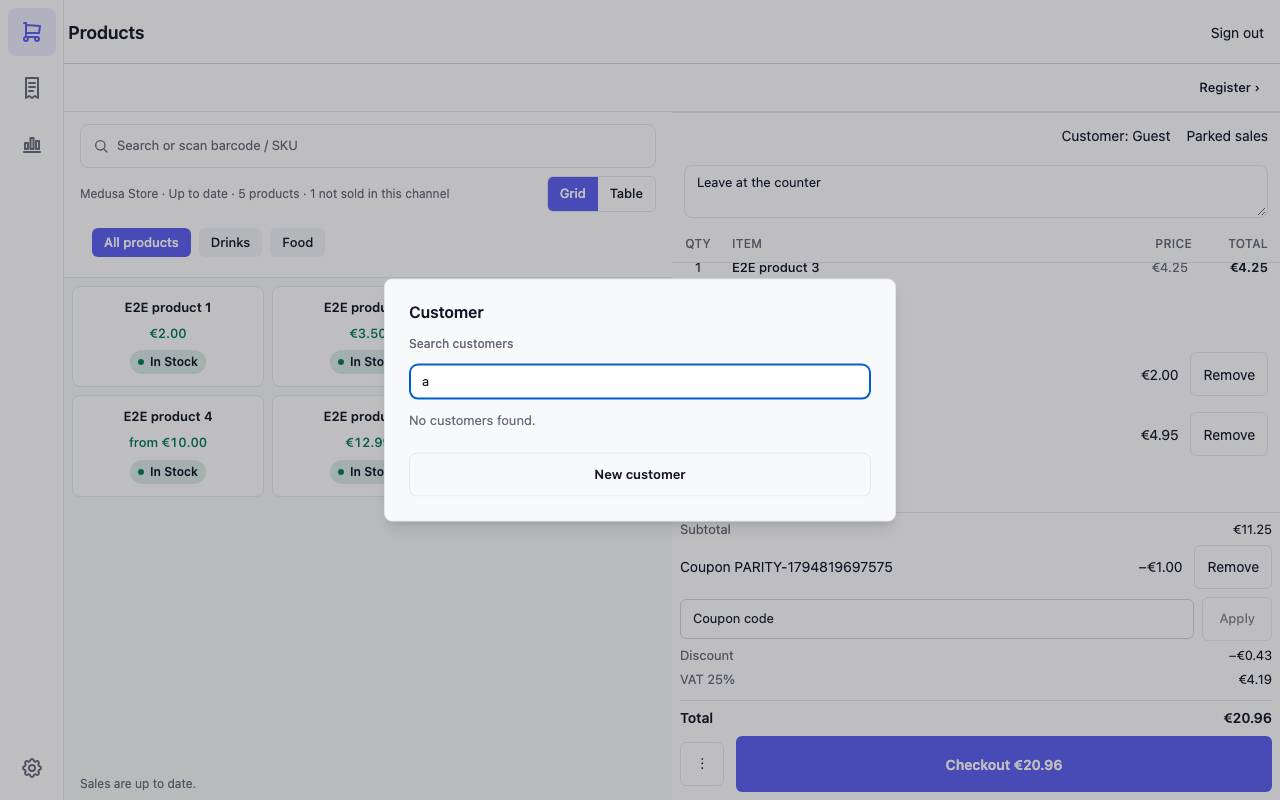 Products
Sign out
Register ›
Search or scan barcode / SKU
Customer: Guest
Parked sales
Medusa Store · Up to date · 5 products · 1 not sold in this channel
Grid
Table
Leave at the counter
All products
Drinks
Food
QTY
ITEM
PRICE
TOTAL
1
E2E product 3
€4.25
€4.25
E2E product 1
€2.00
In Stock
E2E produ
€3.50
In Sto
E2E product 4
from €10.00
In Stock
E2E produ
€12.9
In Sto
Customer
Search customers
a
No customers found.
New customer
€2.00
Remove
€4.95
Remove
Subtotal
€11.25
Coupon PARITY-1794819697575
–€1.00
Remove
Coupon code
Apply
Discount
–€0.43
VAT 25%
€4.19
Total
€20.96
Checkout €20.96
Sales are up to date.